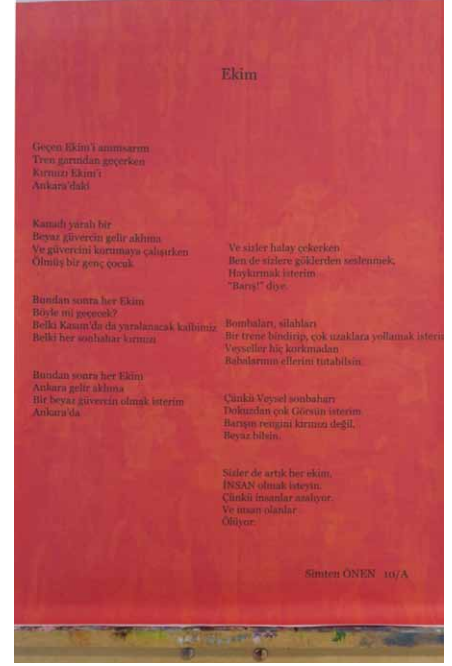 Ekim
Geçen Ekim'i anımsarım
Tren garından geçerken
Kırmızı Ekim'i
Ankara'daki
Kanadı yaralı bir
Beyaz güvercin gelir aklıma
Ve güvercini korumaya çalışırken
Ölmüş bir genç çocuk.
Bundan sonra her Ekim
Böyle mi geçecek?
Belki Kasım'da da yaralanacak kalbimiz
Belki her sonbahar kırmızı
Bundan sonra her Ekim
Ankara gelir aklıma
Bir beyaz güvercin olmak isterim
Ankara'da
Ve sizler halay çekerken
Ben de sizlere göklerden seslenmek,
Haykırmak isterim
"Barış!" diye.
Bombaları, silahları
Bir trene bindirip, çok uzaklara yollamak isterim
Veyseller hiç korkmadan
Babalarının ellerini tutabilsin.
Çünkü Veysel sonbaharı
Dokuzdan çok Görsün isterim
Barışın rengini kırmızı değil,
Beyaz bilsin.
Sizler de artık her ekim,
İNSAN olmak isteyin.
Çünkü insanlar azalıyor.
Ve insan olanlar
Ölüyor.
Simten ÖNEN 10/A